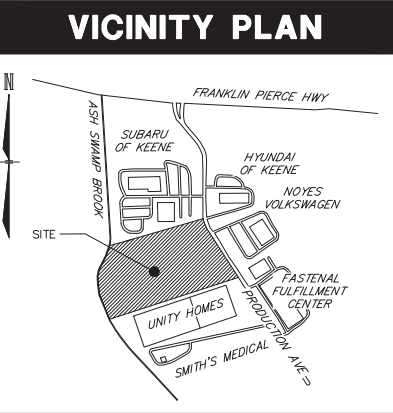 VICINITY PLAN
N
FRANKLIN PIERCE HWY
ASH SWAMP BROOK
SUBARU
OF KEENE
HYUNDAI
OF KEENE
NOYES
VOLKSWAGEN
SITE
FASTENAL
FULFILLMENT
CENTER
UNITY HOMES
PRODUCTION AVE
SMITH'S MEDICAL